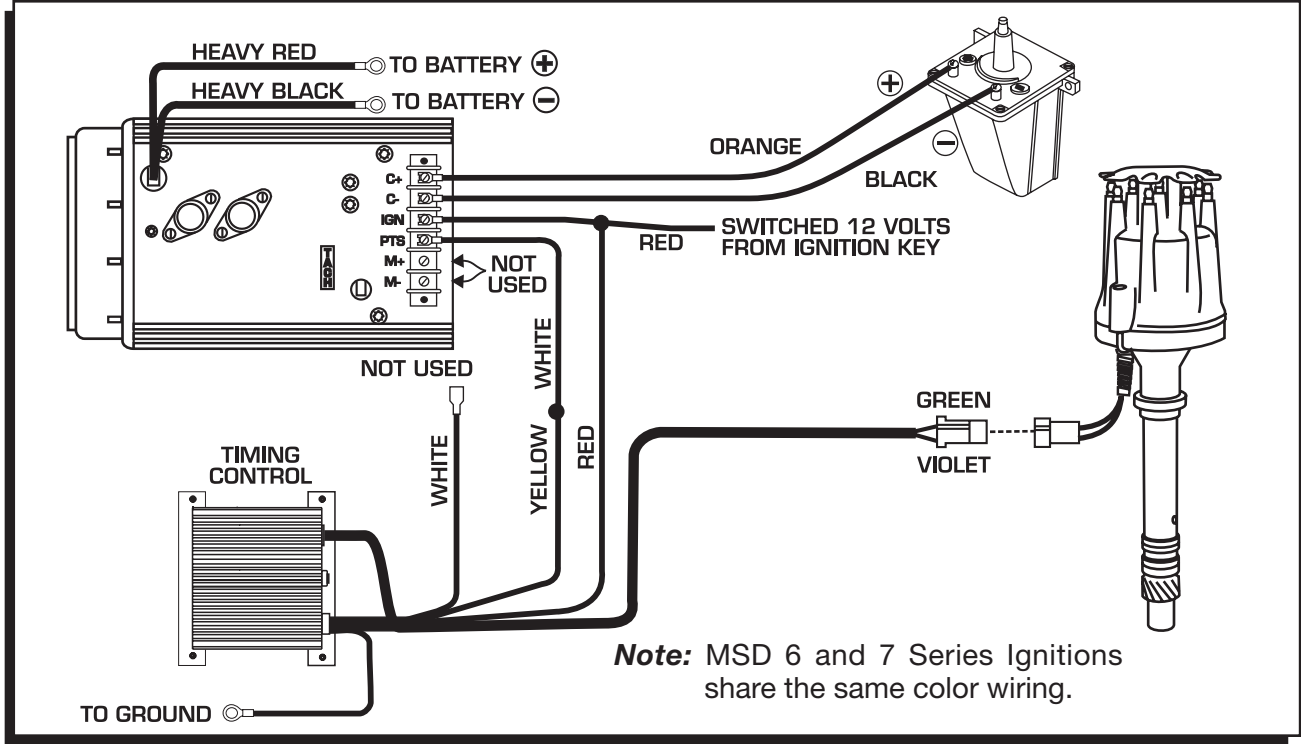 HEAVY RED
TO BATTERY +
HEAVY BLACK
TO BATTERY −
+
ORANGE
−
BLACK
C+
C-
IGN
PTS
M+
M-
TACH
RED
SWITCHED 12 VOLTS
FROM IGNITION KEY
NOT
USED
NOT USED
WHITE
WHITE
YELLOW
RED
GREEN
VIOLET
TIMING
CONTROL
TO GROUND
Note: MSD 6 and 7 Series Ignitions
share the same color wiring.